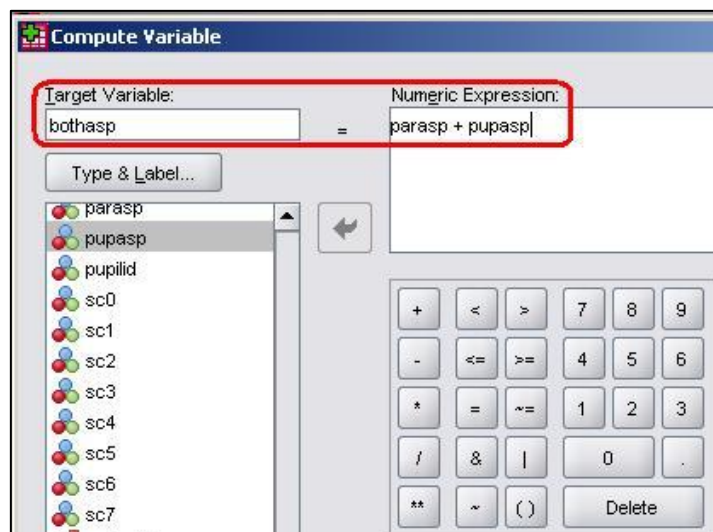 Compute Variable
Target Variable:
bothasp
=
Numeric Expression:
parasp + pupasp
Type & Label...
parasp
pupasp
pupilid
sc0
sc1
sc2
sc3
sc4
sc5
sc6
sc7
+ < > 7 8 9
- <= >= 4 5 6
* = ~= 1 2 3
/ & | 0 .
** ~ ( ) Delete